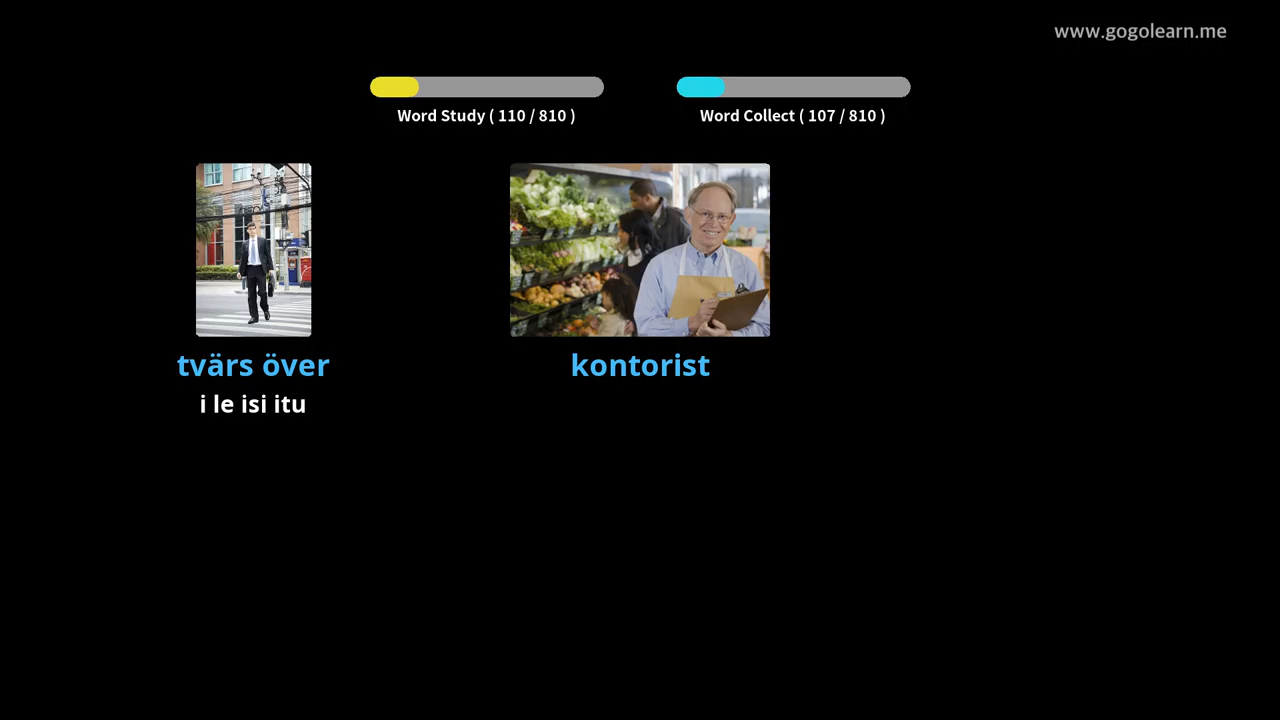 www.gogolearn.me
Word Study ( 110 / 810 )
Word Collect ( 107 / 810 )
tvärs över
kontorist
i le isi itu